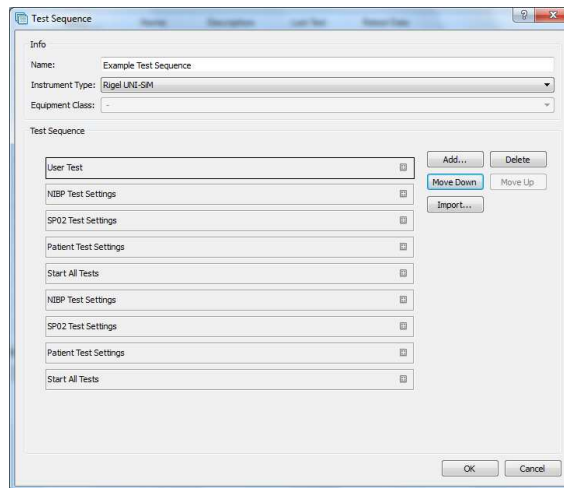 Test Sequence
Info
Name: Example Test Sequence
Instrument Type: Rigel UNI-SiM
Equipment Class: -
Test Sequence
User Test
Add... Delete
NIBP Test Settings
Move Down Move Up
SP02 Test Settings
Import...
Patient Test Settings
Start All Tests
NIBP Test Settings
SP02 Test Settings
Patient Test Settings
Start All Tests
OK Cancel